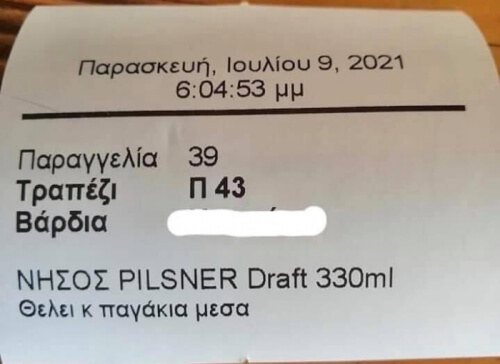 Παρασκευή, Ιουλίου 9, 2021
6:04:53 μμ
Παραγγελία 39
Τραπέζι Π 43
Βάρδια
ΝΗΣΟΣ PILSNER Draft 330ml
Θελει κ παγάκια μεσα